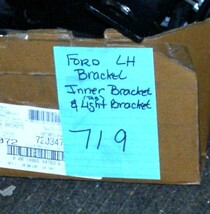 FORD LH
Bracket
Inner Bracket
& Light Bracket
719